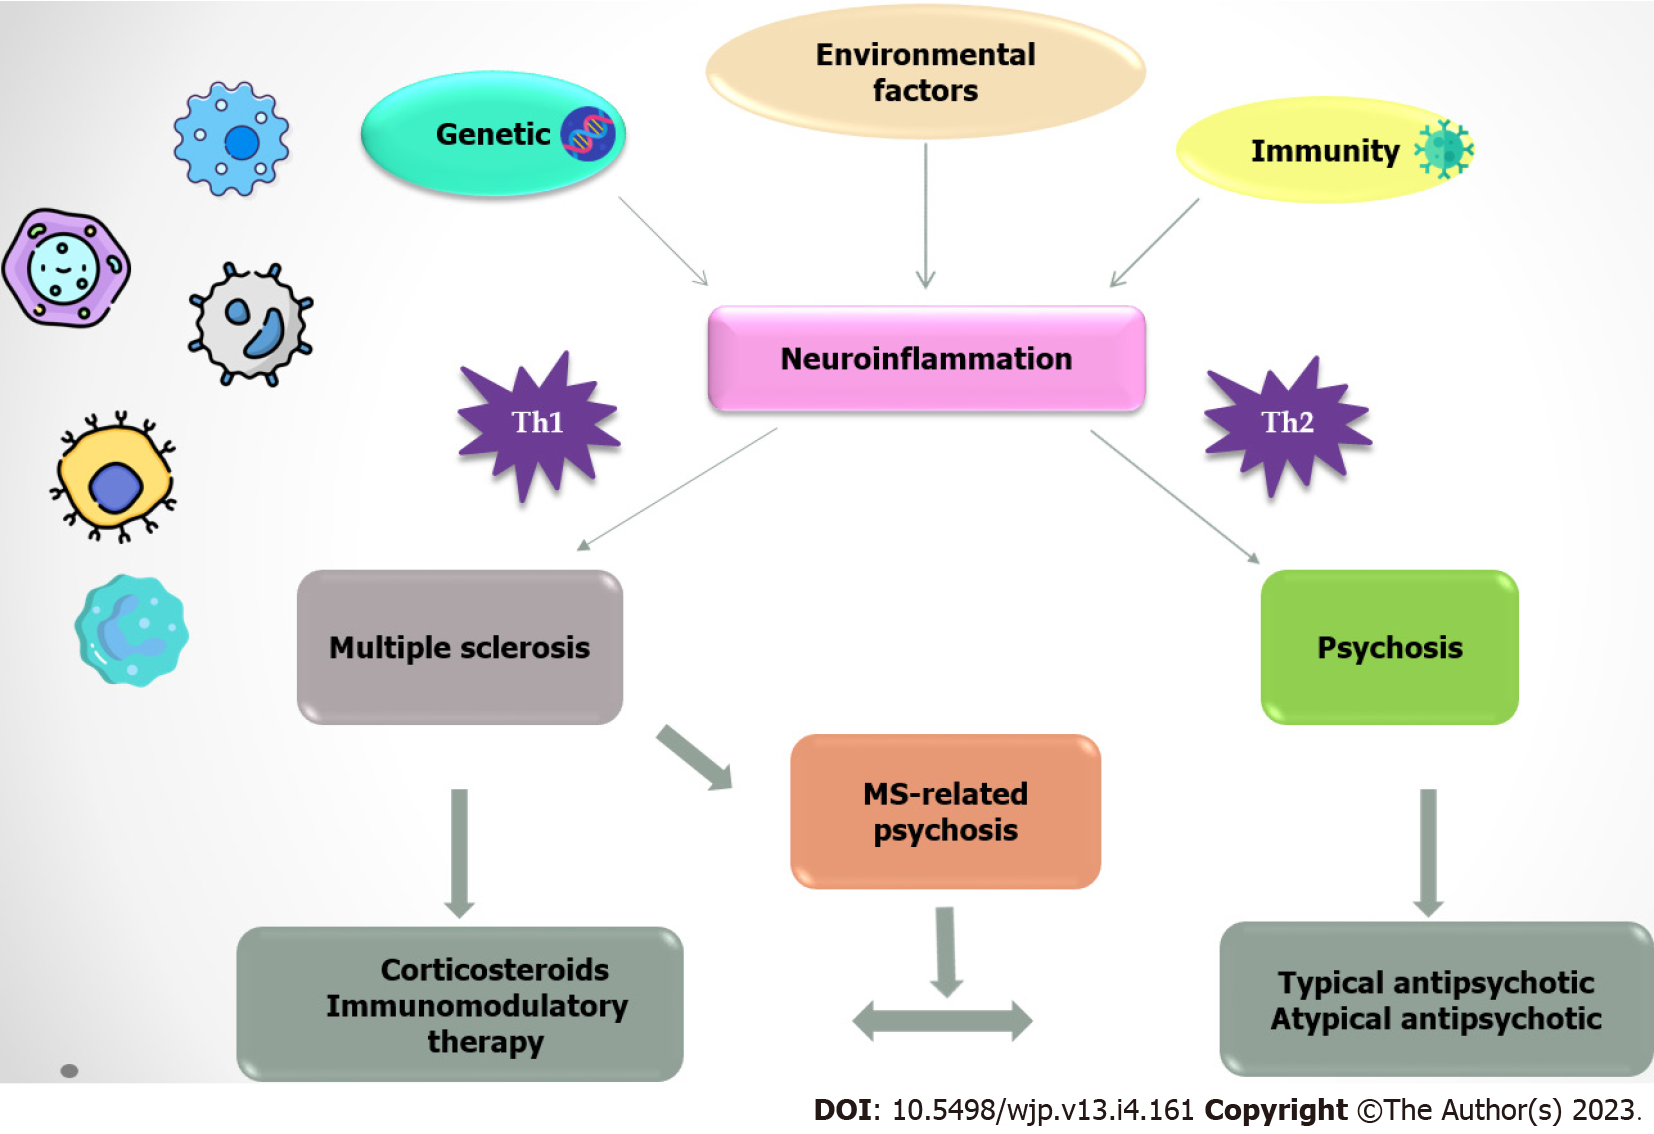 Environmental
factors
Genetic
Immunity
Neuroinflammation
Th1
Th2
Multiple sclerosis
Psychosis
MS-related
psychosis
Corticosteroids
Immunomodulatory
therapy
Typical antipsychotic
Atypical antipsychotic
DOI: 10.5498/wjp.v13.i4.161 Copyright ©The Author(s) 2023.